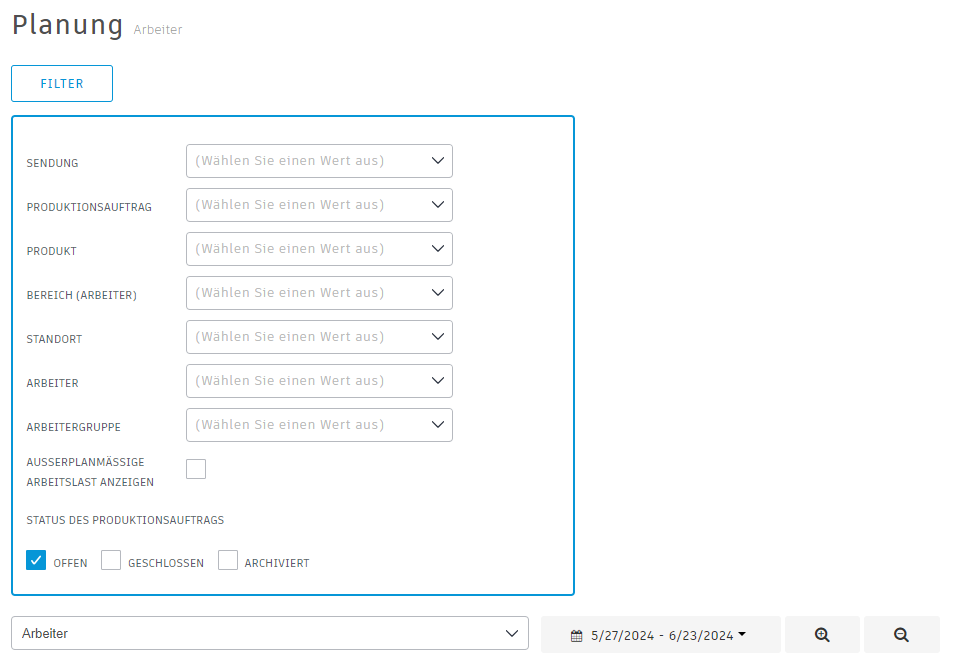 Planung Arbeiter
FILTER
SENDUNG (Wählen Sie einen Wert aus)
PRODUKTIONSAUFTRAG (Wählen Sie einen Wert aus)
PRODUKT (Wählen Sie einen Wert aus)
BEREICH (ARBEITER) (Wählen Sie einen Wert aus)
STANDORT (Wählen Sie einen Wert aus)
ARBEITER (Wählen Sie einen Wert aus)
ARBEITERGRUPPE (Wählen Sie einen Wert aus)
AUSSERPLANMÄSSIGE
ARBEITSLAST ANZEIGEN
STATUS DES PRODUKTIONSAUFTRAGS
OFFEN GESCHLOSSEN ARCHIVIERT
Arbeiter 5/27/2024 - 6/23/2024